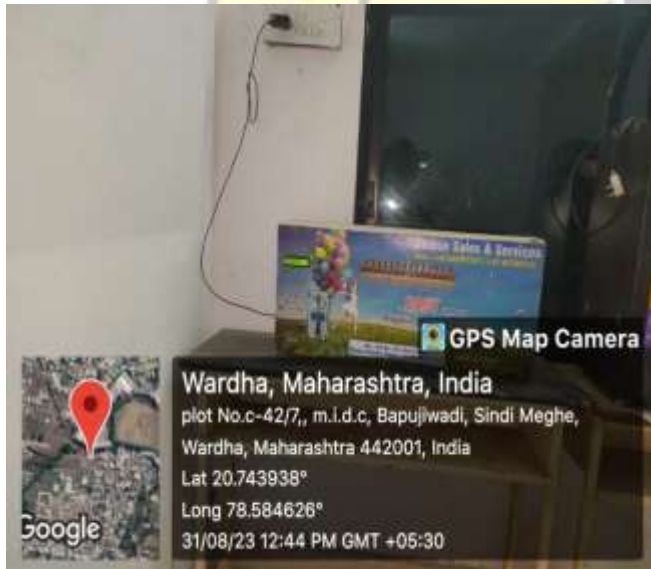 Sales & Services
GPS Map Camera
Wardha, Maharashtra, India
plot No.c-42/7,, m.i.d.c, Bapujiwadi, Sindi Meghe,
Wardha, Maharashtra 442001, India
Lat 20.743938°
Long 78.584626°
31/08/23 12:44 PM GMT +05:30
Google